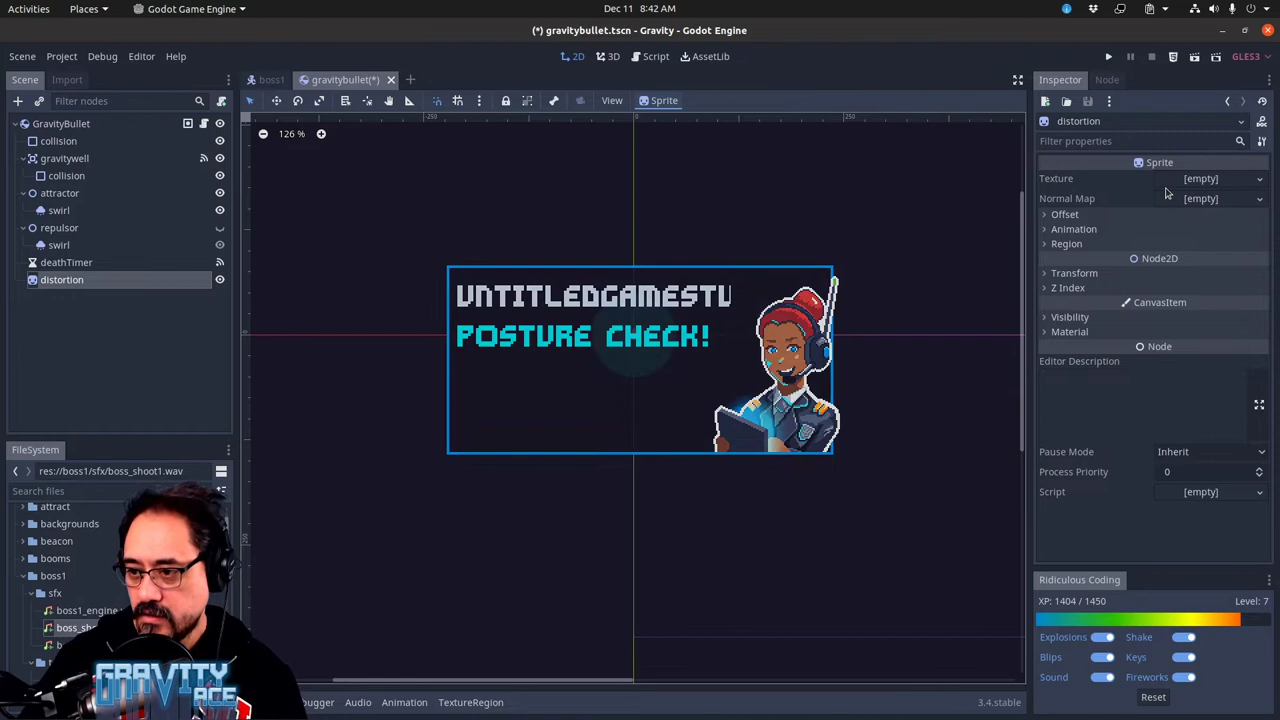 Activities
Places
Godot Game Engine
Dec 11 8:42 AM
(*) gravitybullet.tscn - Gravity - Godot Engine
Scene Project Debug Editor Help
2D 3D Script AssetLib
GLES3
Scene Import
boss1 gravitybullet(*)
Inspector Node
Filter nodes
View Sprite
GravityBullet
collision
gravitywell
collision
attractor
swirl
repulsor
swirl
deathTimer
distortion
-250 0 250
126 %
0
250
UNTITLEDGAMESTU
POSTURE CHECK!
distortion
Filter properties
Sprite
Texture [empty]
Normal Map [empty]
Offset
Animation
Region
Node2D
Transform
Z Index
CanvasItem
Visibility
Material
Node
Editor Description
Pause Mode Inherit
Process Priority 0
Script [empty]
FileSystem
res://boss1/sfx/boss_shoot1.wav
Search files
attract
backgrounds
beacon
booms
boss1
sfx
boss1_engine
GRAVITY
ACE
Audio Animation TextureRegion
3.4.stable
Ridiculous Coding
XP: 1404 / 1450 Level: 7
Explosions Shake
Blips Keys
Sound Fireworks
Reset